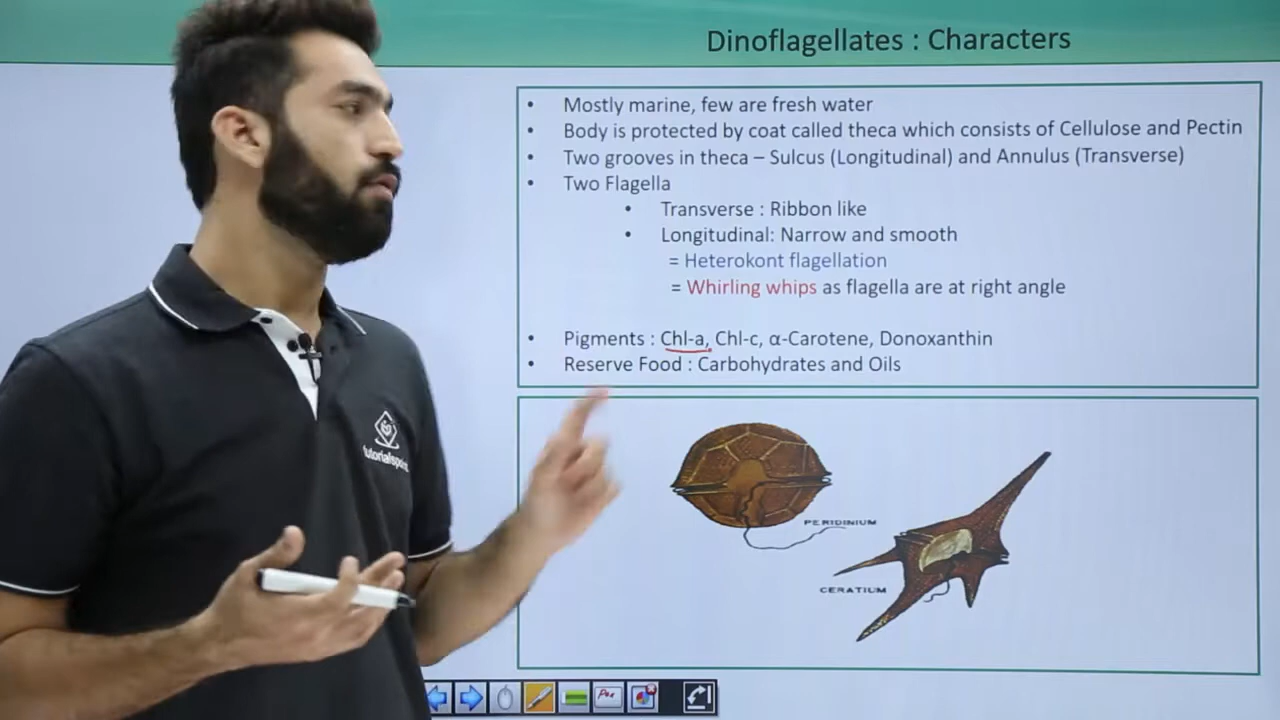 Dinoflagellates : Characters
• Mostly marine, few are fresh water
• Body is protected by coat called theca which consists of Cellulose and Pectin
• Two grooves in theca – Sulcus (Longitudinal) and Annulus (Transverse)
• Two Flagella
• Transverse : Ribbon like
• Longitudinal: Narrow and smooth
= Heterokont flagellation
= Whirling whips as flagella are at right angle
• Pigments : Chl-a, Chl-c, α-Carotene, Donoxanthin
• Reserve Food : Carbohydrates and Oils
PERIDINIUM
CERATIUM
tutorialspoint
Pen